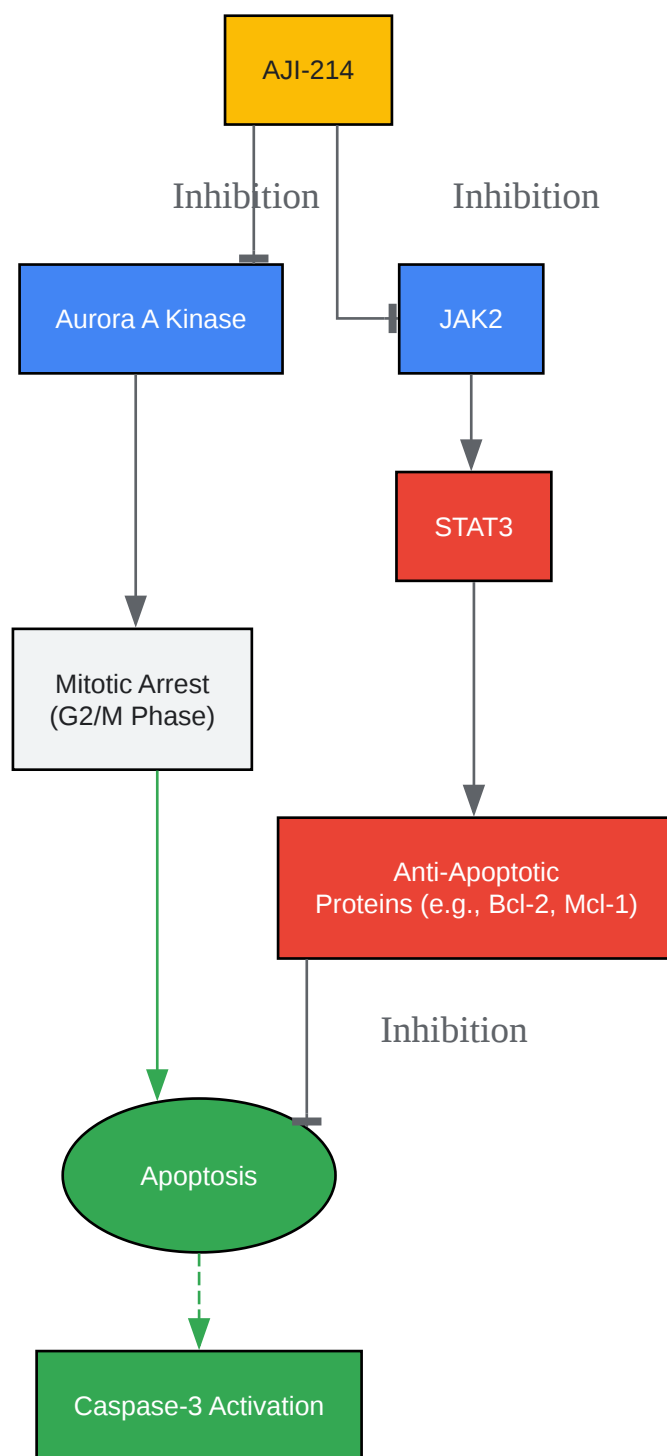 AJI-214
Inhibition
Inhibition
Aurora A Kinase
JAK2
STAT3
Mitotic Arrest
(G2/M Phase)
Anti-Apoptotic
Proteins (e.g., Bcl-2, Mcl-1)
Inhibition
Apoptosis
Caspase-3 Activation